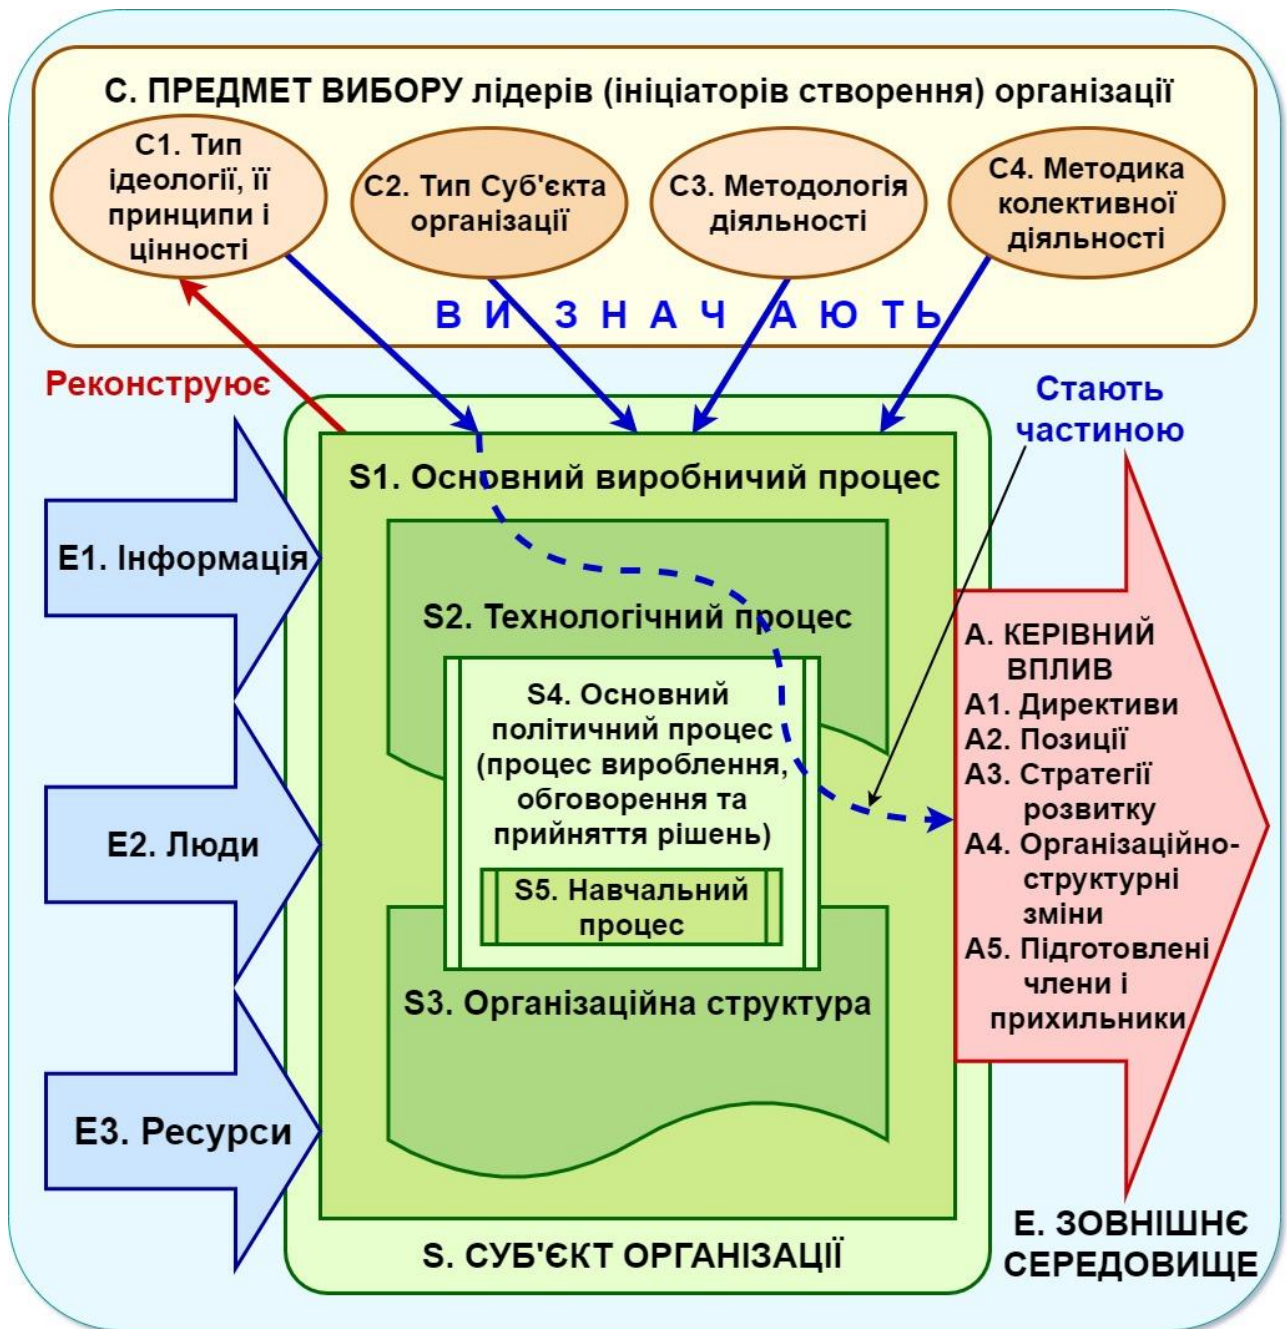 С. ПРЕДМЕТ ВИБОРУ лідерів (ініціаторів створення) організації
С1. Тип
ідеології, її
принципи і
цінності
С2. Тип Суб'єкта
організації
С3. Методологія
діяльності
С4. Методика
колективної
діяльності
ВИЗНАЧАЮТЬ
Реконструює
Стають
частиною
Е1. Інформація
Е2. Люди
Е3. Ресурси
S1. Основний виробничий процес
S2. Технологічний процес
S4. Основний
політичний процес
(процес вироблення,
обговорення та
прийняття рішень)
S5. Навчальний
процес
S3. Організаційна структура
S. СУБ'ЄКТ ОРГАНІЗАЦІЇ
А. КЕРІВНИЙ
ВПЛИВ
А1. Директиви
А2. Позиції
А3. Стратегії
розвитку
А4. Організаційно-
структурні
зміни
А5. Підготовлені
члени і
прихильники
Е. ЗОВНІШНЄ
СЕРЕДОВИЩЕ